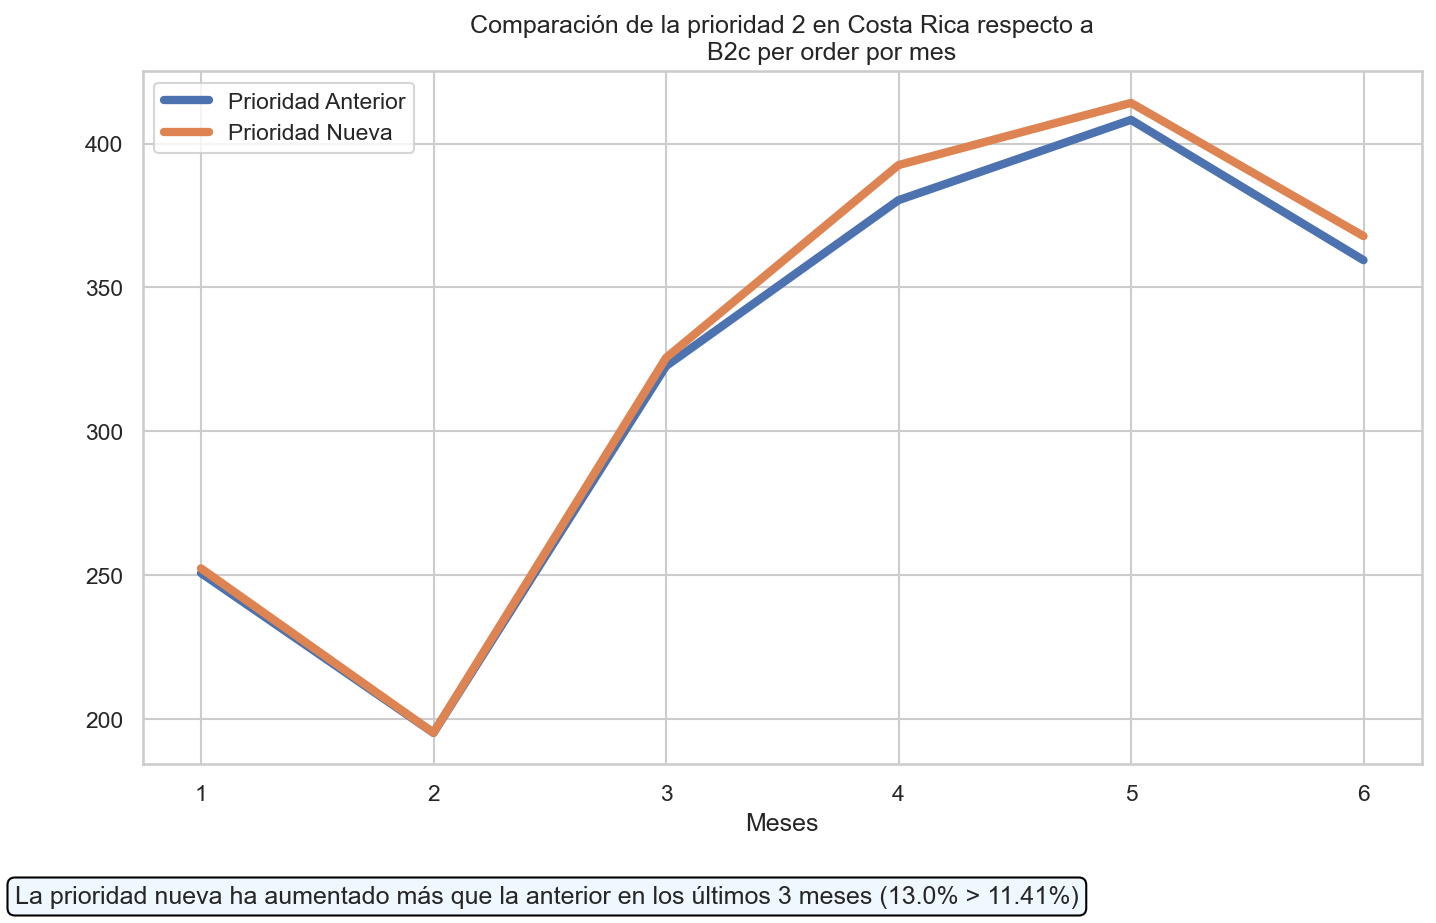 Comparación de la prioridad 2 en Costa Rica respecto a
B2c per order por mes
Prioridad Anterior
Prioridad Nueva
400
350
300
250
200
1 2 3 4 5 6
Meses
La prioridad nueva ha aumentado más que la anterior en los últimos 3 meses (13.0% > 11.41%)